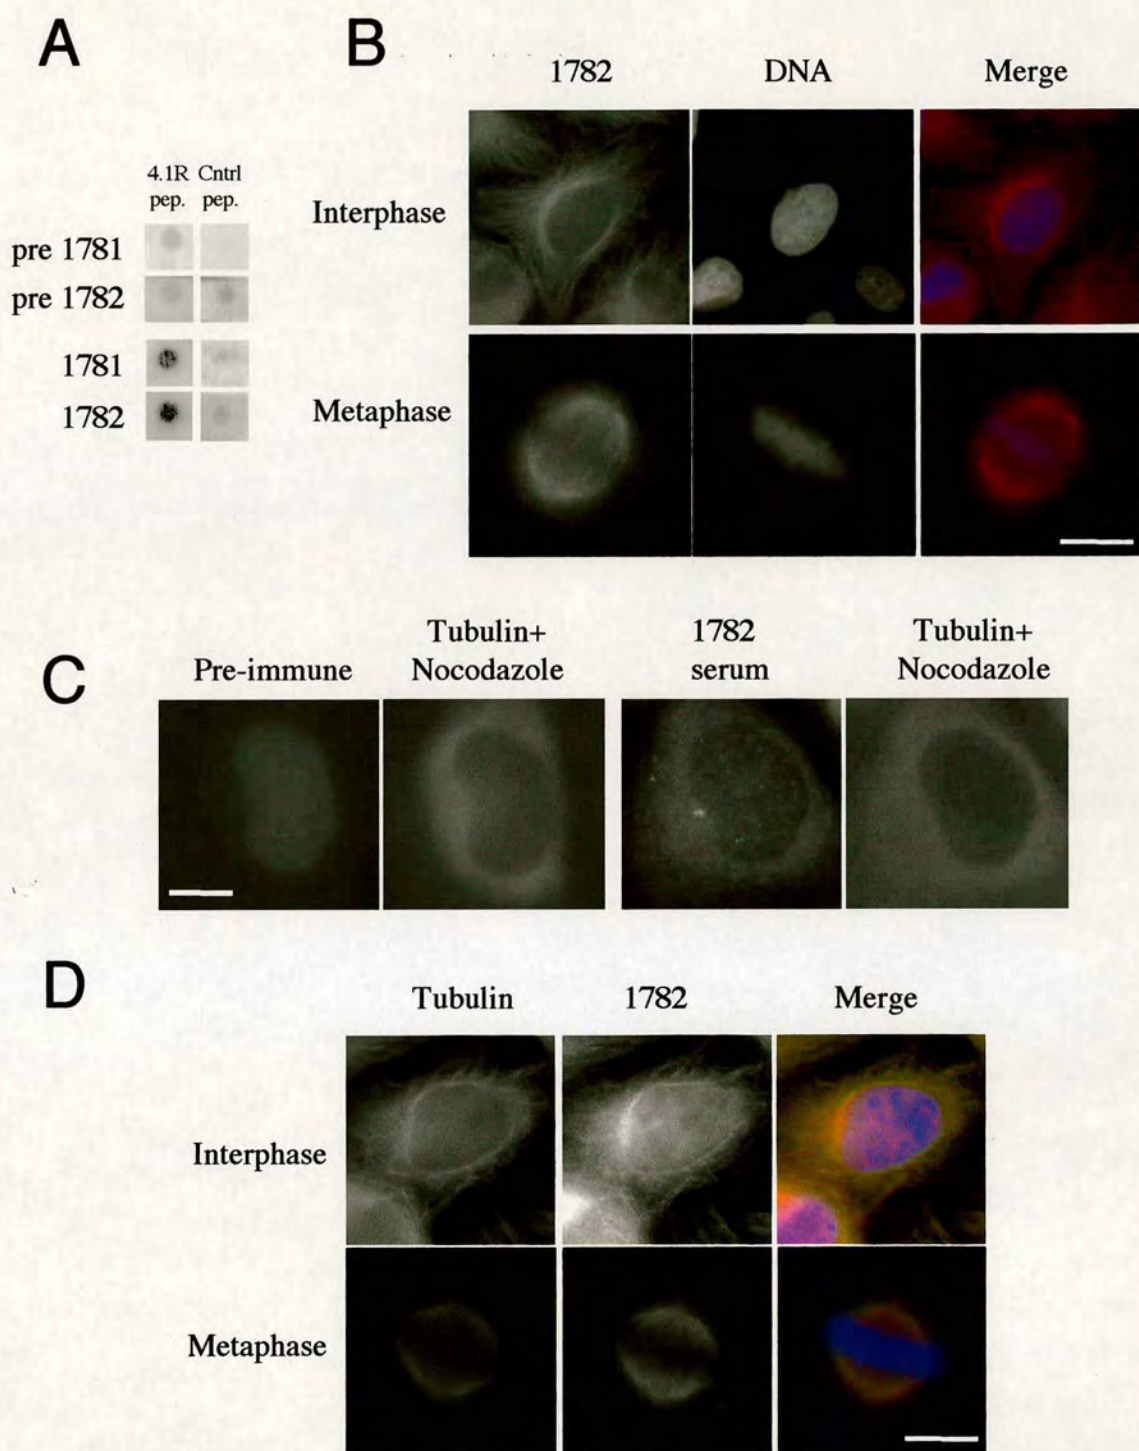 A
4.1R Cntrl
pep. pep.
pre 1781
pre 1782
1781
1782
B
1782 DNA Merge
Interphase
Metaphase
C
Pre-immune
Tubulin+
Nocodazole
1782
serum
Tubulin+
Nocodazole
D
Tubulin 1782 Merge
Interphase
Metaphase